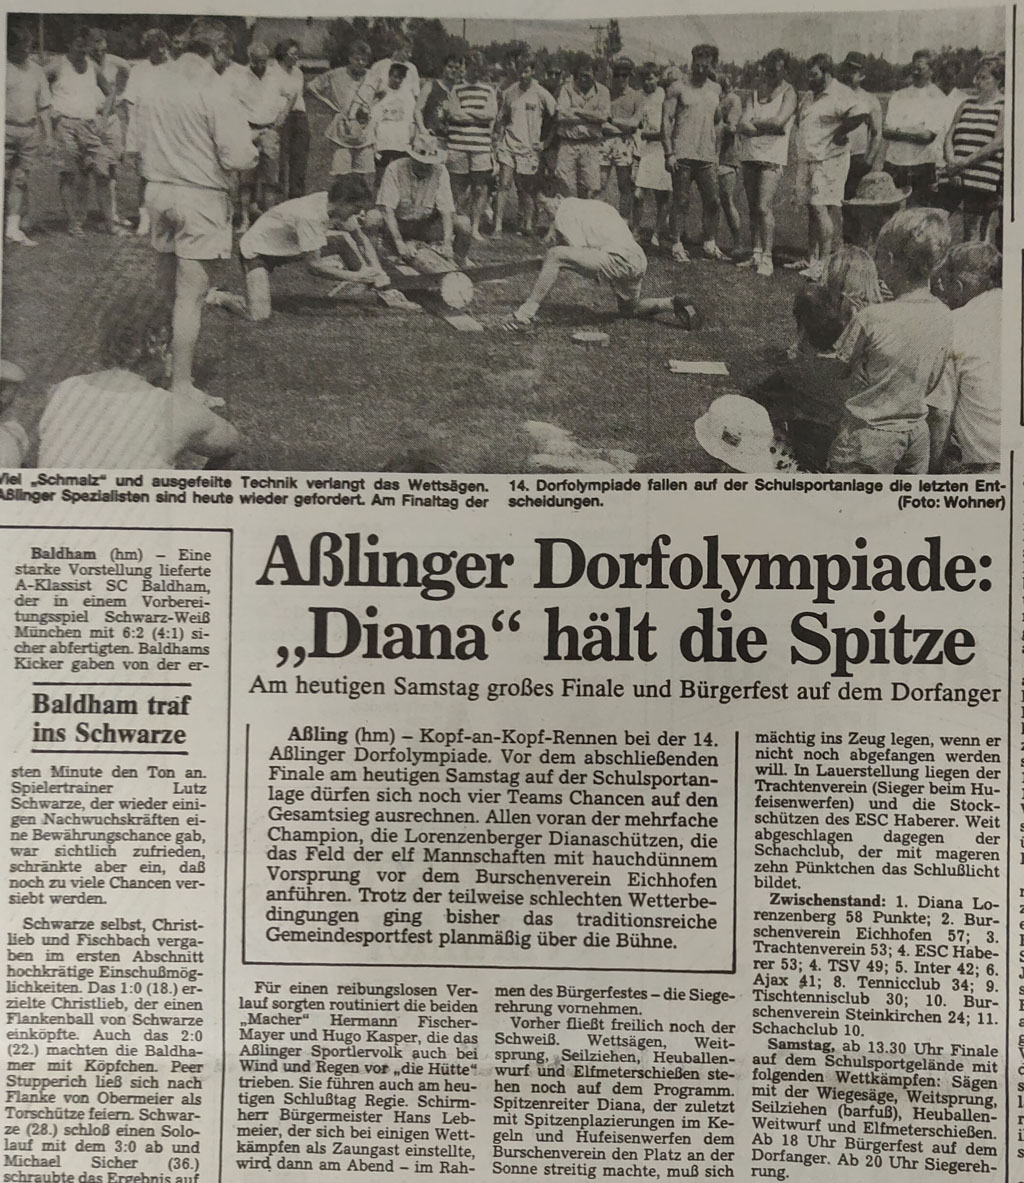 Viel „Schmalz“ und ausgefeilte Technik verlangt das Wettsägen.
Aßlinger Spezialisten sind heute wieder gefordert. Am Finaltag der
14. Dorfolympiade fallen auf der Schulsportanlage die letzten Ent-
scheidungen. (Foto: Wohner)
Baldham (hm) – Eine
starke Vorstellung lieferte
A-Klassist SC Baldham,
der in einem Vorberei-
tungsspiel Schwarz-Weiß
München mit 6:2 (4:1) si-
cher abfertigten. Baldhams
Kicker gaben von der er-
Baldham traf
ins Schwarze
sten Minute den Ton an.
Spielertrainer Lutz
Schwarze, der wieder eini-
gen Nachwuchskräften ei-
ne Bewährungschance gab,
war sichtlich zufrieden,
schränkte aber ein, daß
noch zu viele Chancen ver-
siebt werden.
Schwarze selbst, Christ-
lieb und Fischbach verga-
ben im ersten Abschnitt
hochkrätige Einschußmög-
lichkeiten. Das 1:0 (18.) er-
zielte Christlieb, der einen
Flankenball von Schwarze
einköpfte. Auch das 2:0
(22.) machten die Baldha-
mer mit Köpfchen. Peer
Stupperich ließ sich nach
Flanke von Obermeier als
Torschütze feiern. Schwar-
ze (28.) schloß einen Solo-
lauf mit dem 3:0 ab und
Michael Sicher (36.)
schraubte das Ergebnis auf
Aßlinger Dorfolympiade:
„Diana“ hält die Spitze
Am heutigen Samstag großes Finale und Bürgerfest auf dem Dorfanger
Aßling (hm) – Kopf-an-Kopf-Rennen bei der 14.
Aßlinger Dorfolympiade. Vor dem abschließenden
Finale am heutigen Samstag auf der Schulsportan-
lage dürfen sich noch vier Teams Chancen auf den
Gesamtsieg ausrechnen. Allen voran der mehrfache
Champion, die Lorenzenberger Dianaschützen, die
das Feld der elf Mannschaften mit hauchdünnem
Vorsprung vor dem Burschenverein Eichhofen
anführen. Trotz der teilweise schlechten Wetterbe-
dingungen ging bisher das traditionsreiche
Gemeindesportfest planmäßig über die Bühne.
Für einen reibungslosen Ver-
lauf sorgten routiniert die beiden
„Macher“ Hermann Fischer-
Mayer und Hugo Kasper, die das
Aßlinger Sportlervolk auch bei
Wind und Regen vor „die Hütte“
trieben. Sie führen auch am heu-
tigen Schlußtag Regie. Schirm-
herr Bürgermeister Hans Leb-
meier, der sich bei einigen Wett-
kämpfen als Zaungast einstellte,
wird dann am Abend – im Rah-
men des Bürgerfestes – die Siege-
rehrung vornehmen.
Vorher fließt freilich noch der
Schweiß. Wettsägen, Weit-
sprung, Seilziehen, Heuballen-
wurf und Elfmeterschießen ste-
hen noch auf dem Programm.
Spitzenreiter Diana, der zuletzt
mit Spitzenplazierungen im Ke-
geln und Hufeisenwerfen dem
Burschenverein den Platz an der
Sonne streitig machte, muß sich
mächtig ins Zeug legen, wenn er
nicht noch abgefangen werden
will. In Lauerstellung liegen der
Trachtenverein (Sieger beim Hu-
feisenwerfen) und die Stock-
schützen des ESC Haberer. Weit
abgeschlagen dagegen der
Schachclub, der mit mageren
zehn Pünktchen das Schlußlicht
bildet.
Zwischenstand: 1. Diana Lo-
renzenberg 58 Punkte; 2. Bur-
schenverein Eichhofen 57; 3.
Trachtenverein 53; 4. ESC Habe-
rer 53; 4. TSV 49; 5. Inter 42; 6.
Ajax 41; 8. Tennicclub 34; 9.
Tischtennisclub 30; 10. Bur-
schenverein Steinkirchen 24; 11.
Schachclub 10.
Samstag, ab 13.30 Uhr Finale
auf dem Schulsportgelände mit
folgenden Wettkämpfen: Sägen
mit der Wiegesäge, Weitsprung,
Seilziehen (barfuß), Heuballen-
Weitwurf und Elfmeterschießen.
Ab 18 Uhr Bürgerfest auf dem
Dorfanger. Ab 20 Uhr Siegereh-
rung.